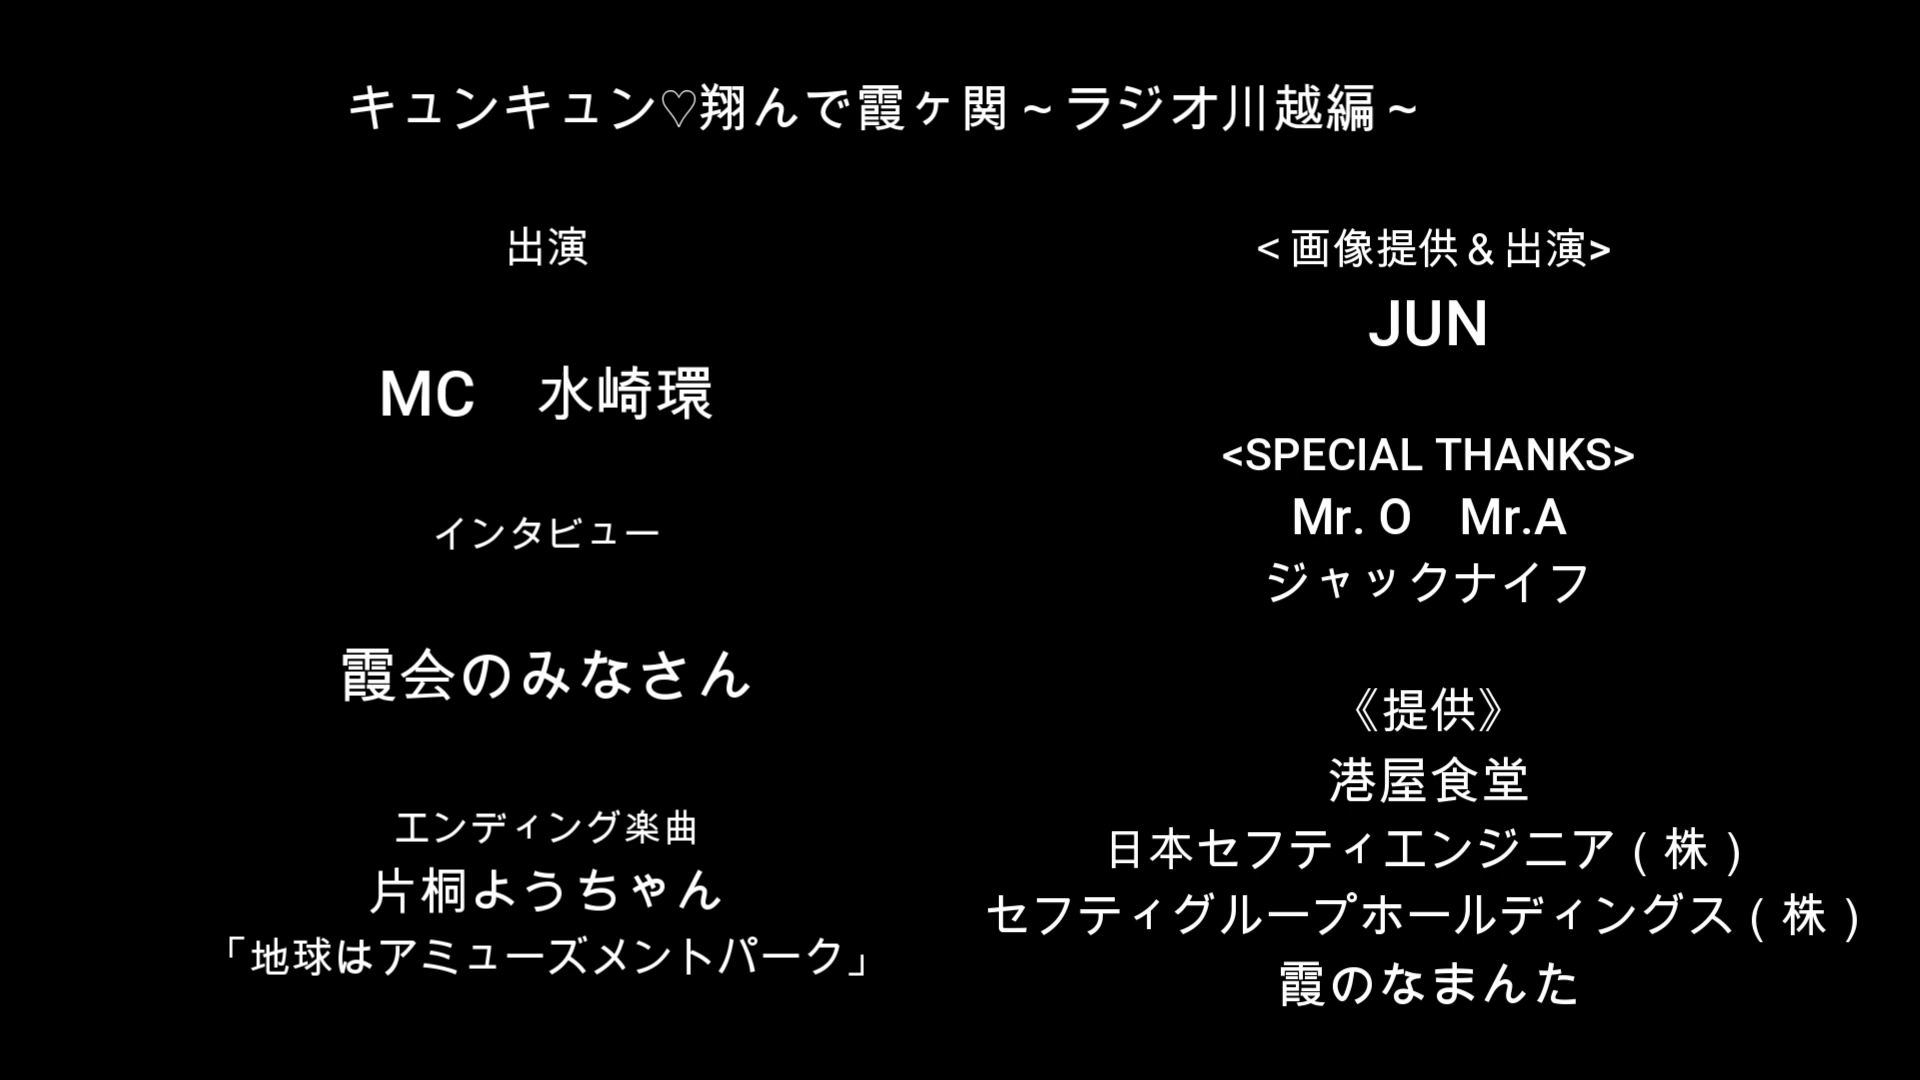 キュンキュン♡翔んで霞ヶ関～ラジオ川越編～
出演
MC　水崎環
インタビュー
霞会のみなさん
エンディング楽曲
片桐ようちゃん
「地球はアミューズメントパーク」
<画像提供＆出演>
JUN
<SPECIAL THANKS>
Mr. O　Mr.A
ジャックナイフ
《提供》
港屋食堂
日本セフティエンジニア（株）
セフティグループホールディングス（株）
霞のなまんた